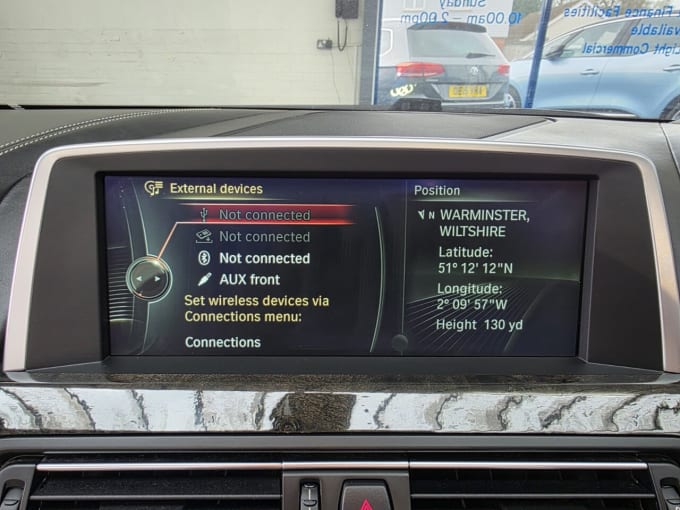 Sunday
10.00am - 2.00pm
Finance Facilities
Available
Light Commercial
External devices
Not connected
Not connected
Not connected
AUX front
Set wireless devices via
Connections menu:
Connections
Position
N WARMINSTER,
WILTSHIRE
Latitude:
51° 12' 12"N
Longitude:
2° 09' 57"W
Height 130 yd